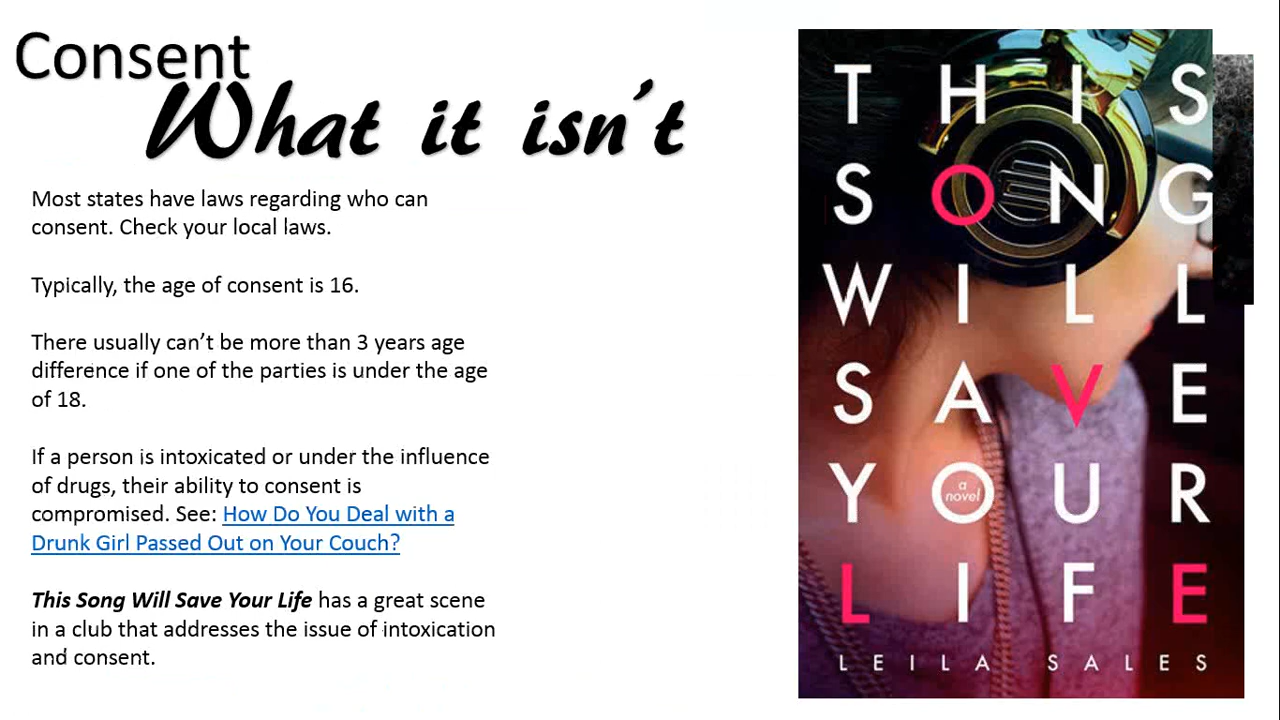 Consent
What it isn't
Most states have laws regarding who can
consent. Check your local laws.
Typically, the age of consent is 16.
There usually can't be more than 3 years age
difference if one of the parties is under the age
of 18.
If a person is intoxicated or under the influence
of drugs, their ability to consent is
compromised. See: How Do You Deal with a
Drunk Girl Passed Out on Your Couch?
This Song Will Save Your Life has a great scene
in a club that addresses the issue of intoxication
and consent.
THIS
SONG
WILL
SAVE
YOUR
a
novel
LIFE
LEILA SALES